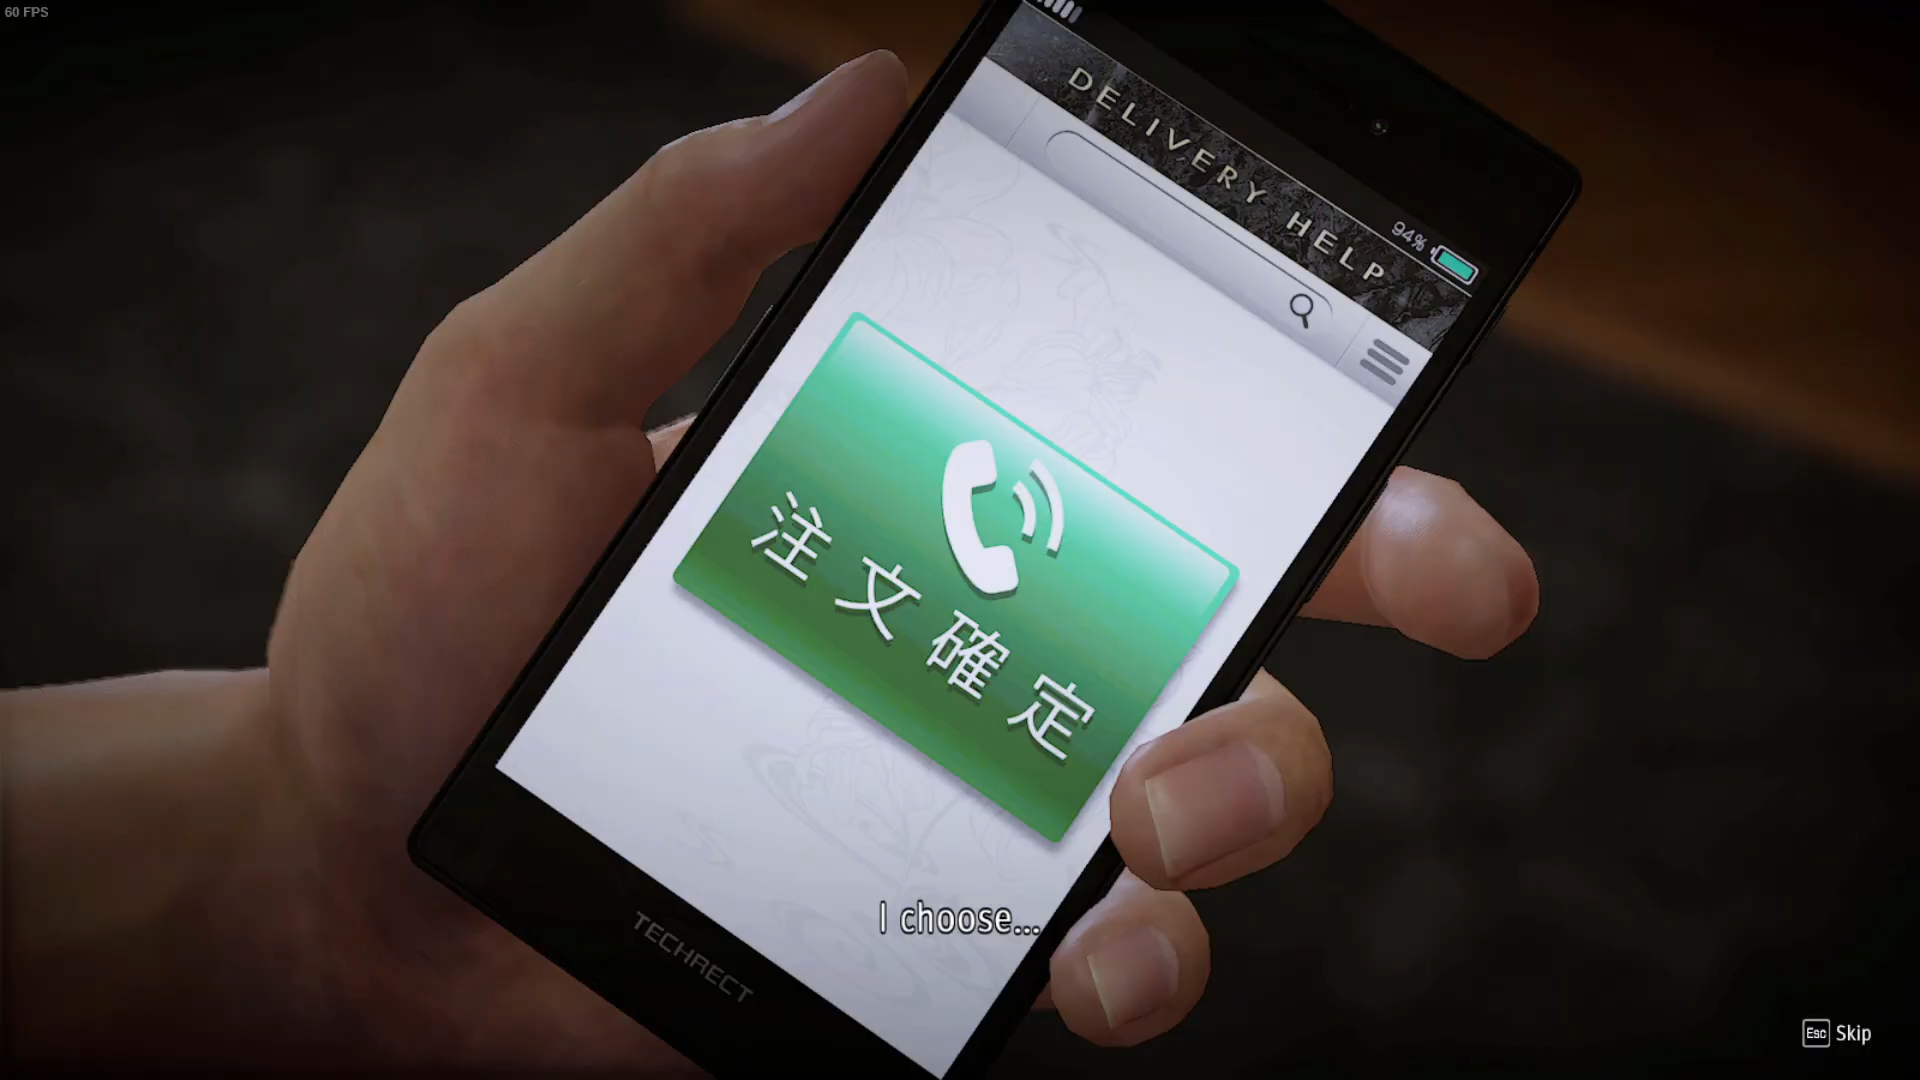 60 FPS
DELIVERY HELP
94%
注文確定
I choose...
TECHRECT
Esc Skip